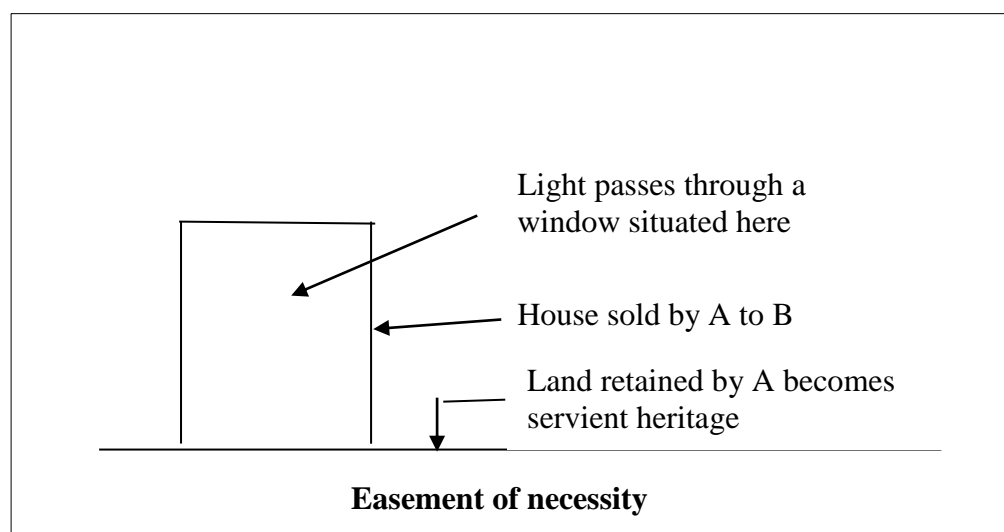 Light passes through a
window situated here
House sold by A to B
Land retained by A becomes
servient heritage
Easement of necessity